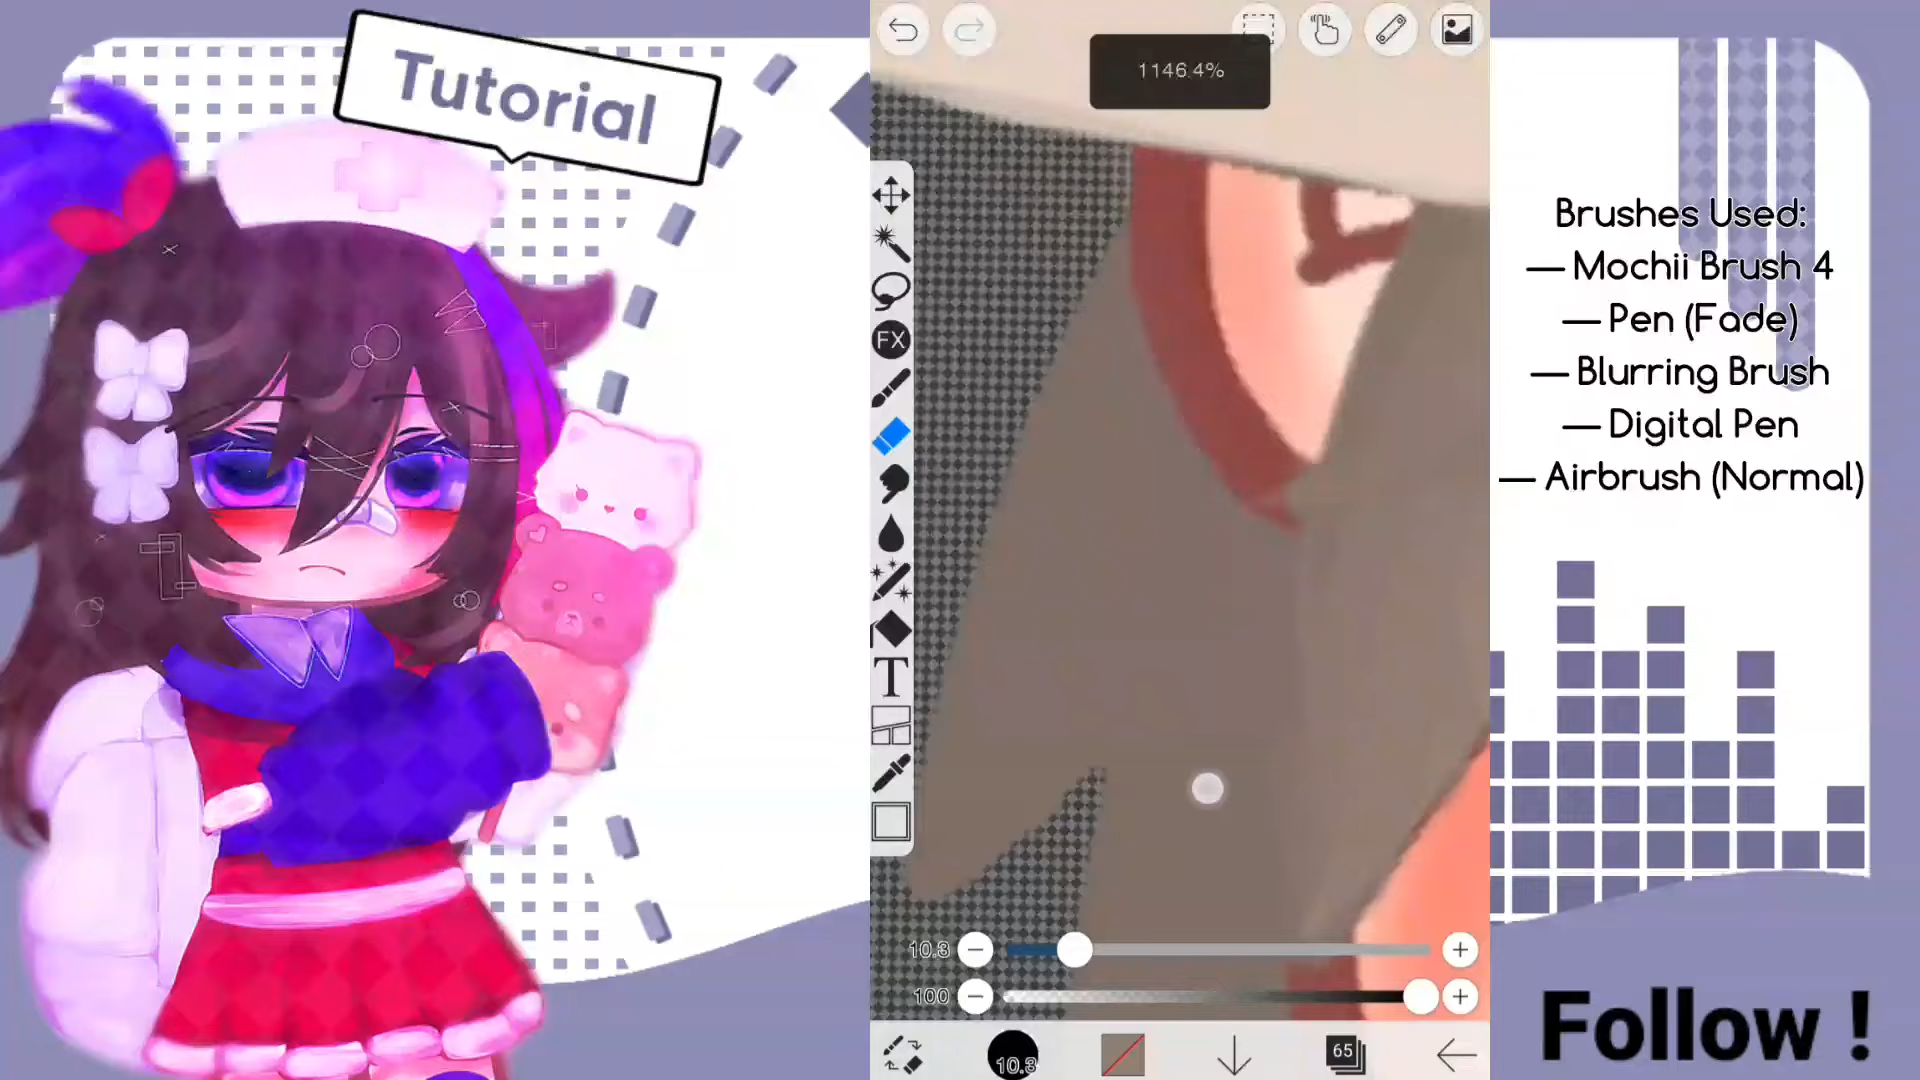 Tutorial
1146.4%
FX
T
10.3
100
10.3
65
Brushes Used:
— Mochii Brush 4
— Pen (Fade)
— Blurring Brush
— Digital Pen
— Airbrush (Normal)
Follow !